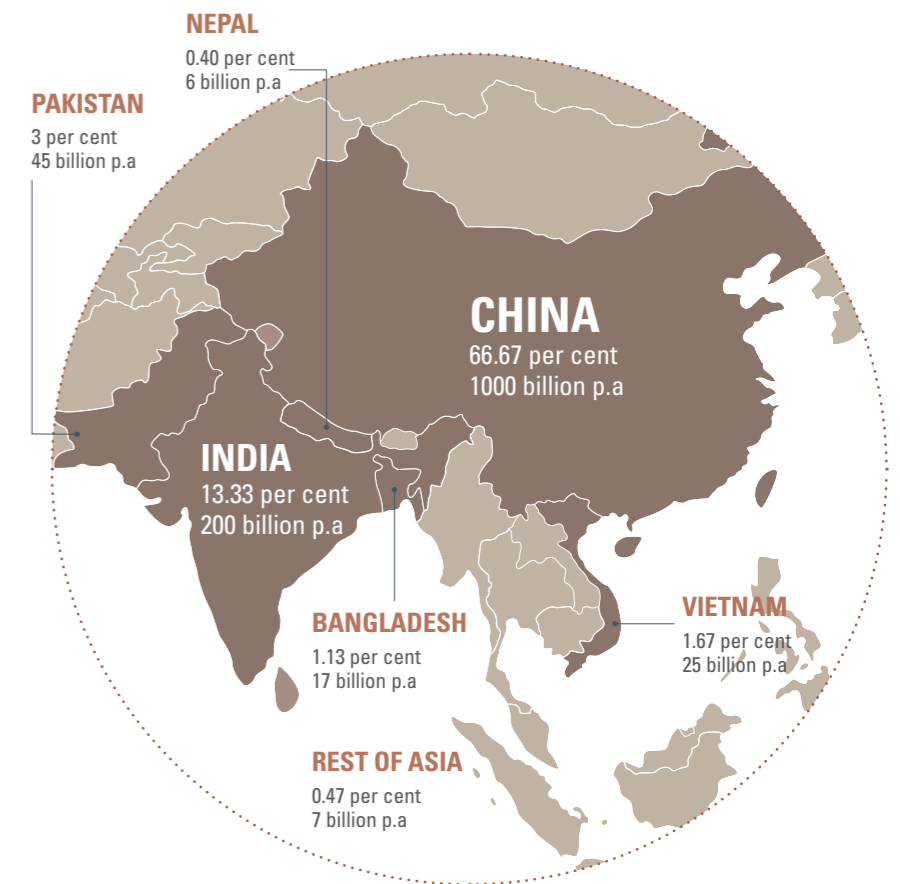 NEPAL
0.40 per cent
6 billion p.a
PAKISTAN
3 per cent
45 billion p.a
CHINA
66.67 per cent
1000 billion p.a
INDIA
13.33 per cent
200 billion p.a
BANGLADESH
1.13 per cent
17 billion p.a
VIETNAM
1.67 per cent
25 billion p.a
REST OF ASIA
0.47 per cent
7 billion p.a